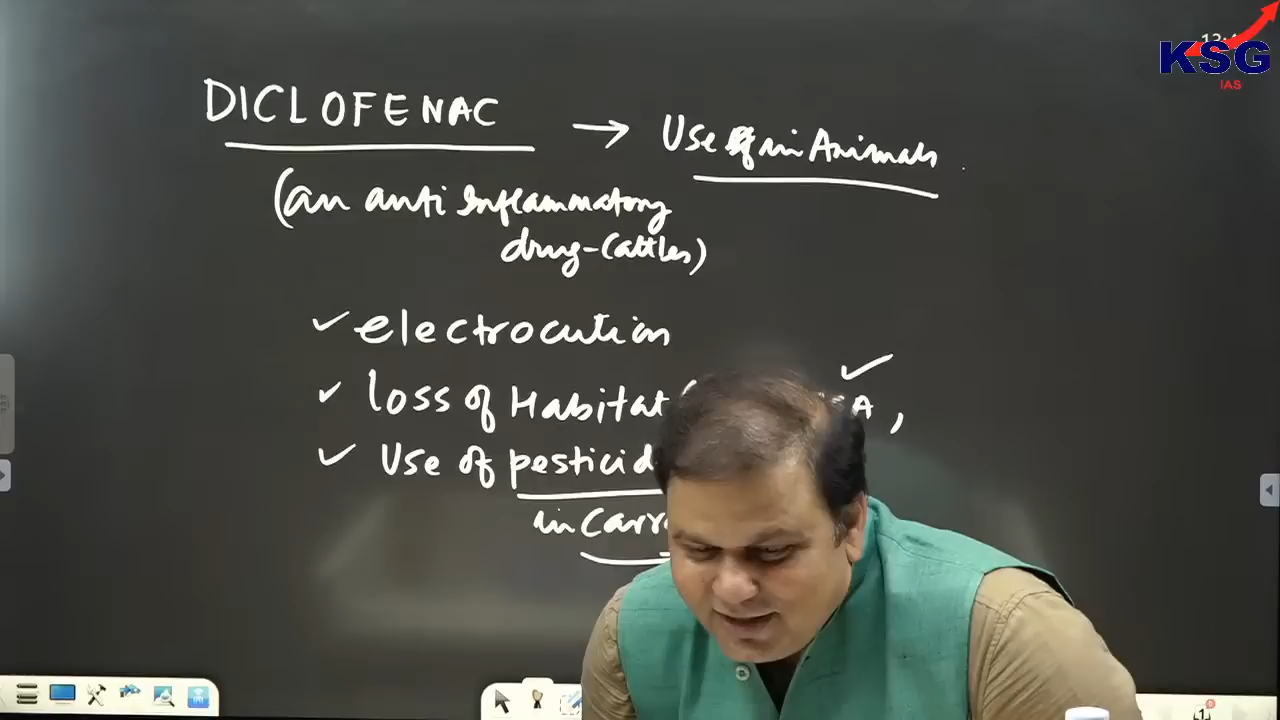 KSG
IAS
DICLOFENAC → Use in Animals
(an anti Inflammatory
drug-Cattles)
✓ electrocution
✓ loss of Habitat ( A,
✓ Use of pesticid
in Carr